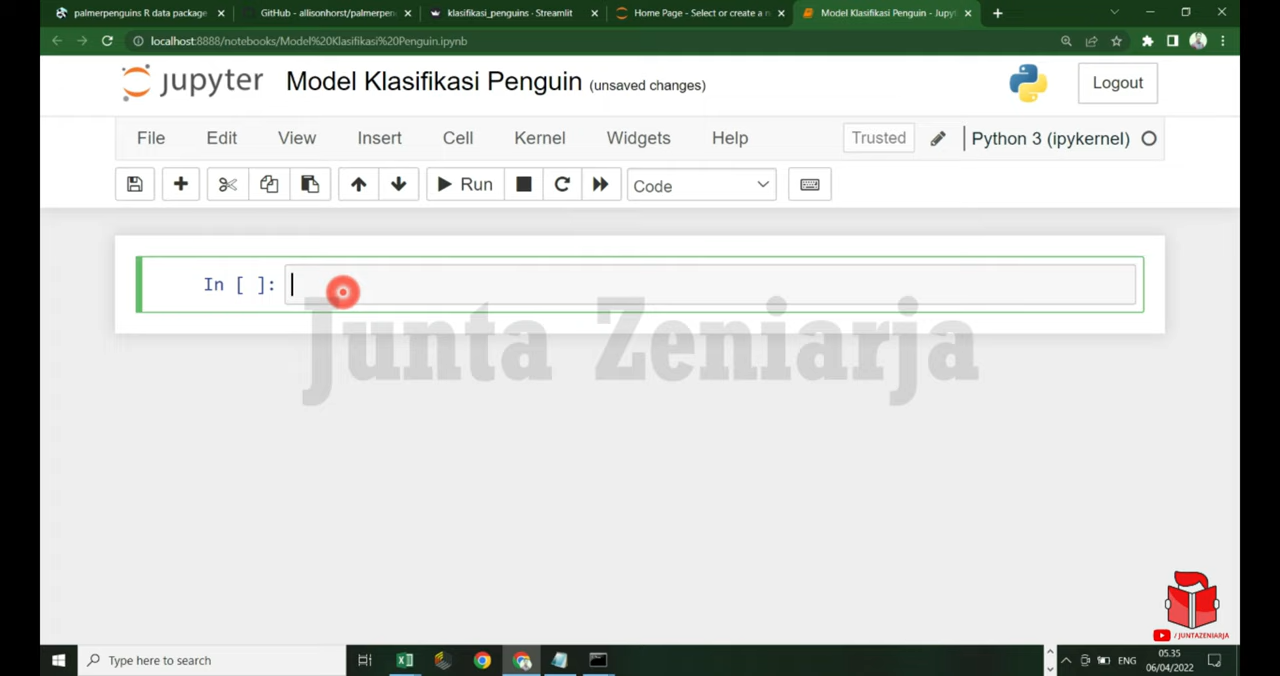 palmerpenguins R data package
GitHub - allisonhorst/palmerpen
klasifikasi_penguins · Streamlit
Home Page - Select or create a n
Model Klasifikasi Penguin - Jupyt
localhost:8888/notebooks/Model%20Klasifikasi%20Penguin.ipynb
jupyter Model Klasifikasi Penguin (unsaved changes)
Logout
File Edit View Insert Cell Kernel Widgets Help
Trusted
Python 3 (ipykernel)
Run
Code
In [ ]:
Junta Zeniarja
/ JUNTAZENIARJA
Type here to search
ENG
05.35
06/04/2022